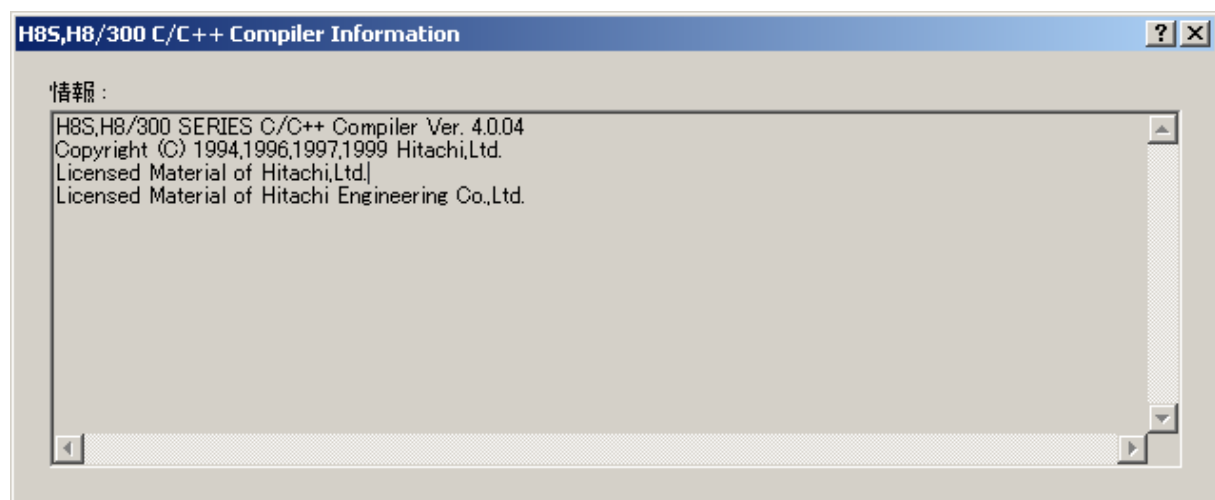 H8S,H8/300 C/C++ Compiler Information
情報：
H8S,H8/300 SERIES C/C++ Compiler Ver. 4.0.04
Copyright (C) 1994,1996,1997,1999 Hitachi,Ltd.
Licensed Material of Hitachi,Ltd.
Licensed Material of Hitachi Engineering Co.,Ltd.